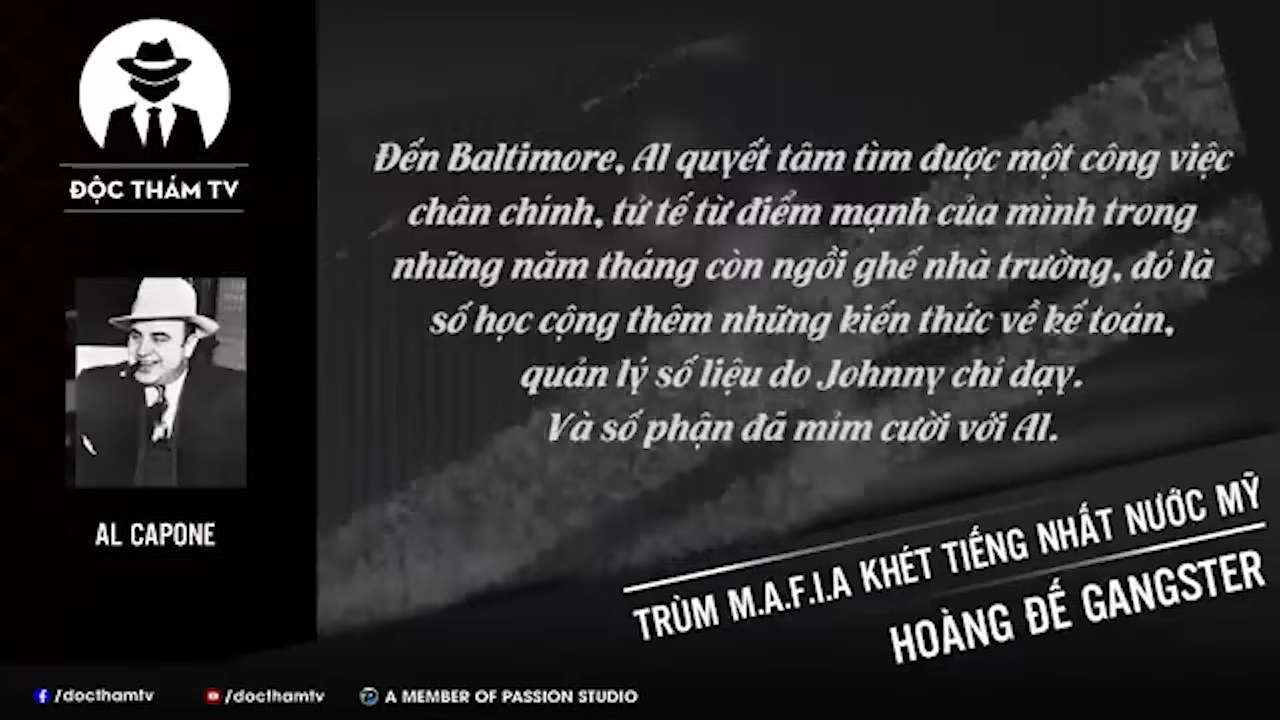 ĐỘC THÁM TV
AL CAPONE
Đến Baltimore, Al quyết tâm tìm được một công việc
chân chính, tử tế từ điểm mạnh của mình trong
những năm tháng còn ngồi ghế nhà trường, đó là
số học cộng thêm những kiến thức về kế toán,
quản lý số liệu do Johnny chỉ dạy.
Và số phận đã mỉm cười với Al.
TRÙM M.A.F.I.A KHÉT TIẾNG NHẤT NƯỚC MỸ
HOÀNG ĐẾ GANGSTER
/docthamtv
/docthamtv
A MEMBER OF PASSION STUDIO